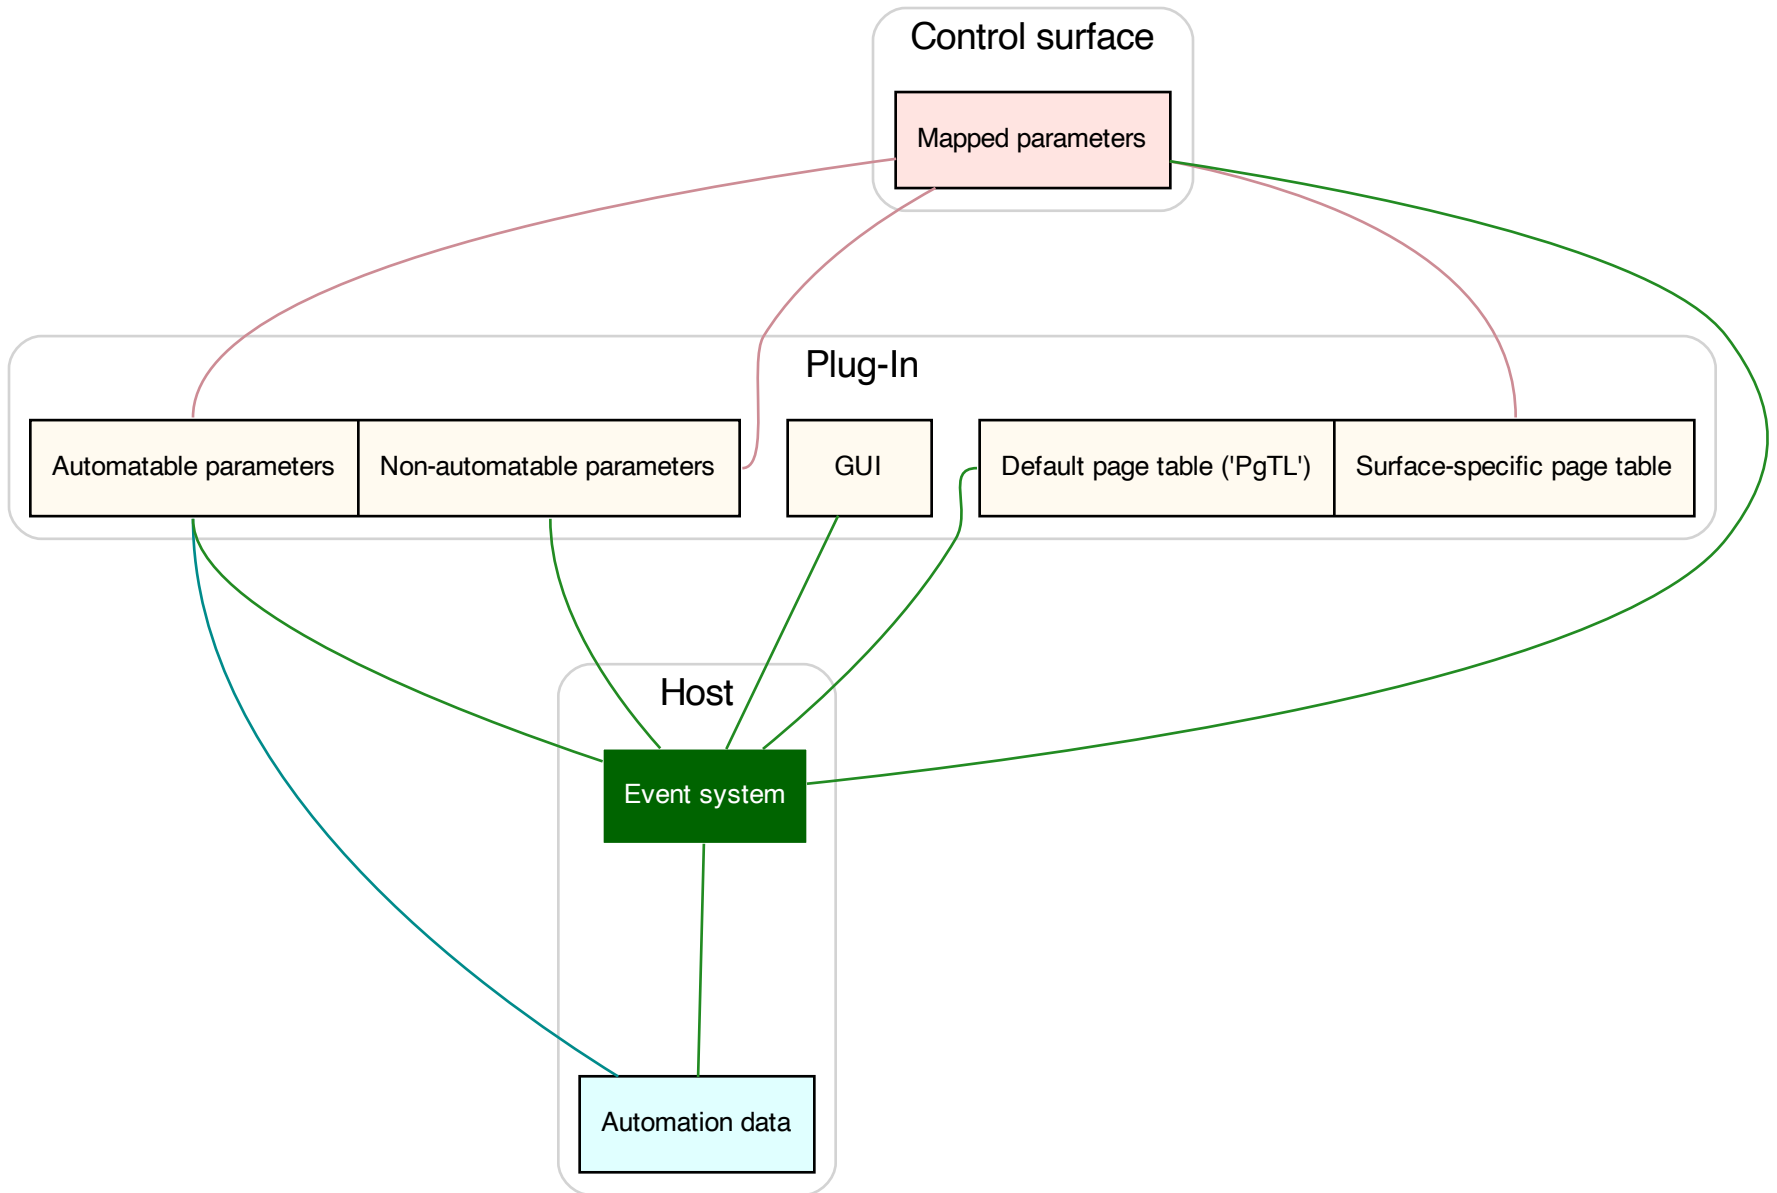 Control surface
Mapped parameters
Plug-In
Automatable parameters
Non-automatable parameters
GUI
Default page table ('PgTL')
Surface-specific page table
Host
Event system
Automation data